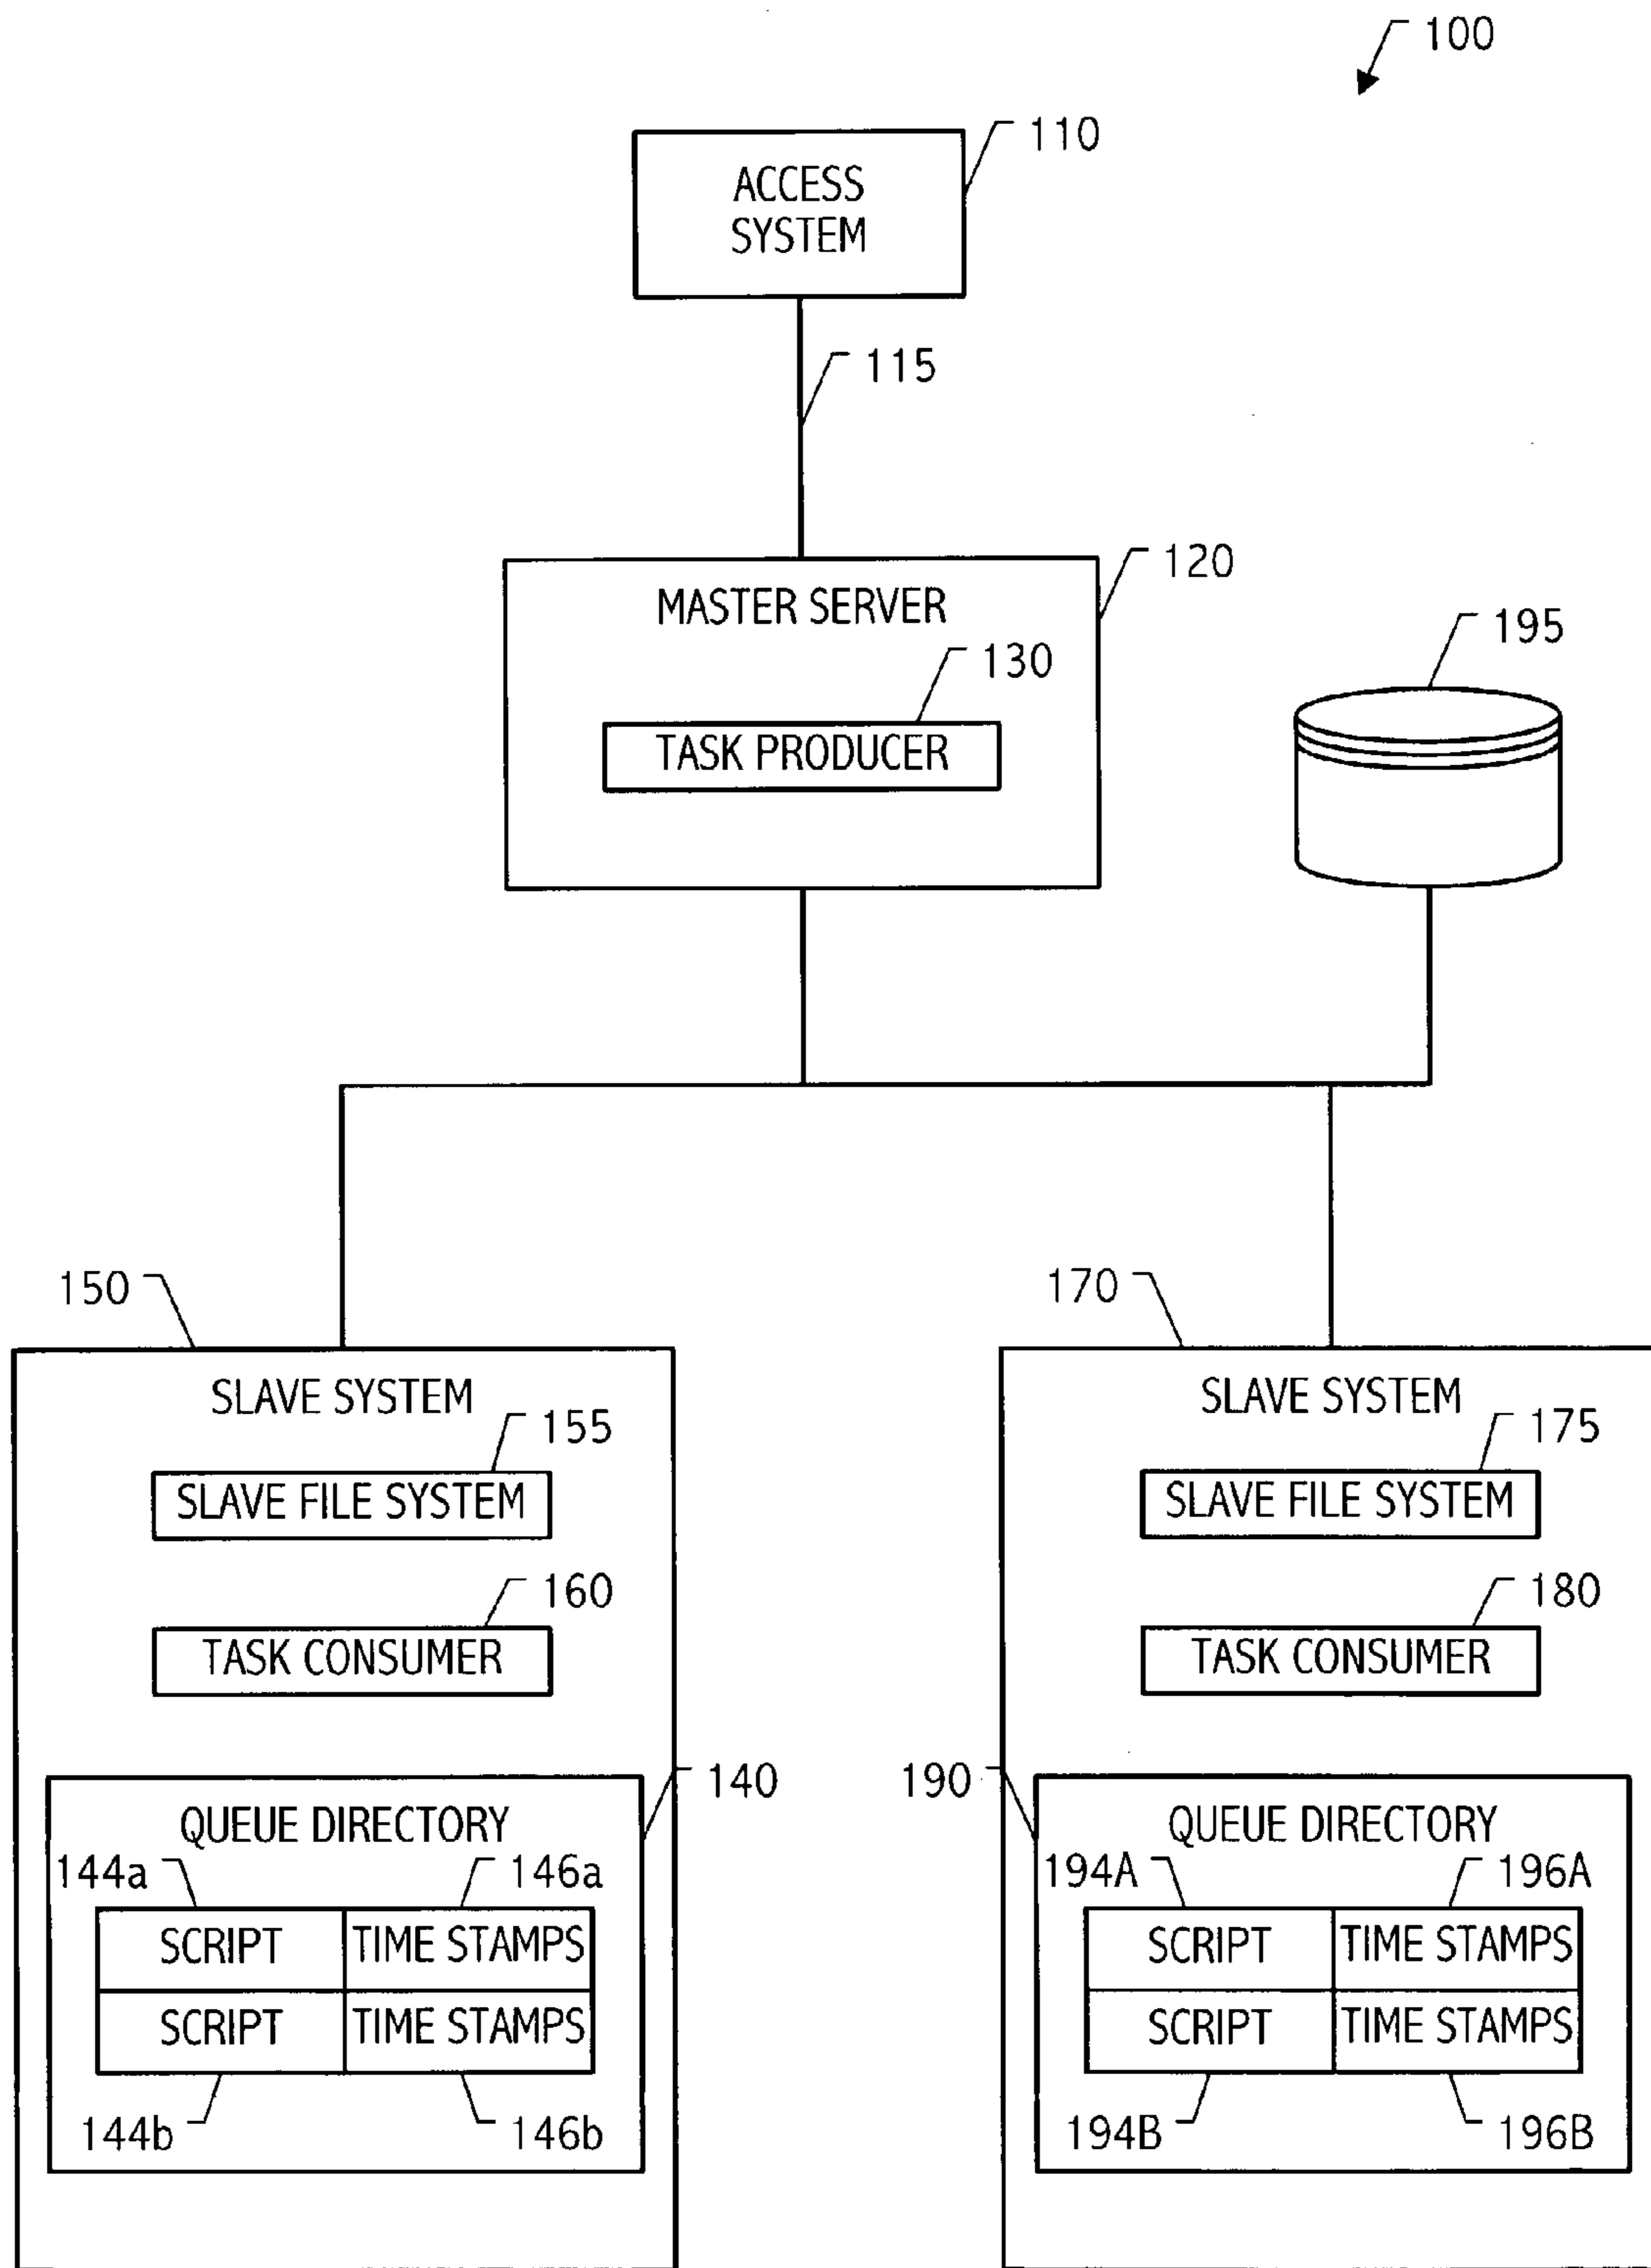 100
110
ACCESS
SYSTEM
115
120
MASTER SERVER
195
130
TASK PRODUCER
150
170
SLAVE SYSTEM
155
SLAVE FILE SYSTEM
160
TASK CONSUMER
140
QUEUE DIRECTORY
144a
146a
SCRIPT
TIME STAMPS
SCRIPT
TIME STAMPS
144b
146b
SLAVE SYSTEM
175
SLAVE FILE SYSTEM
180
TASK CONSUMER
190
QUEUE DIRECTORY
194A
196A
SCRIPT
TIME STAMPS
SCRIPT
TIME STAMPS
194B
196B